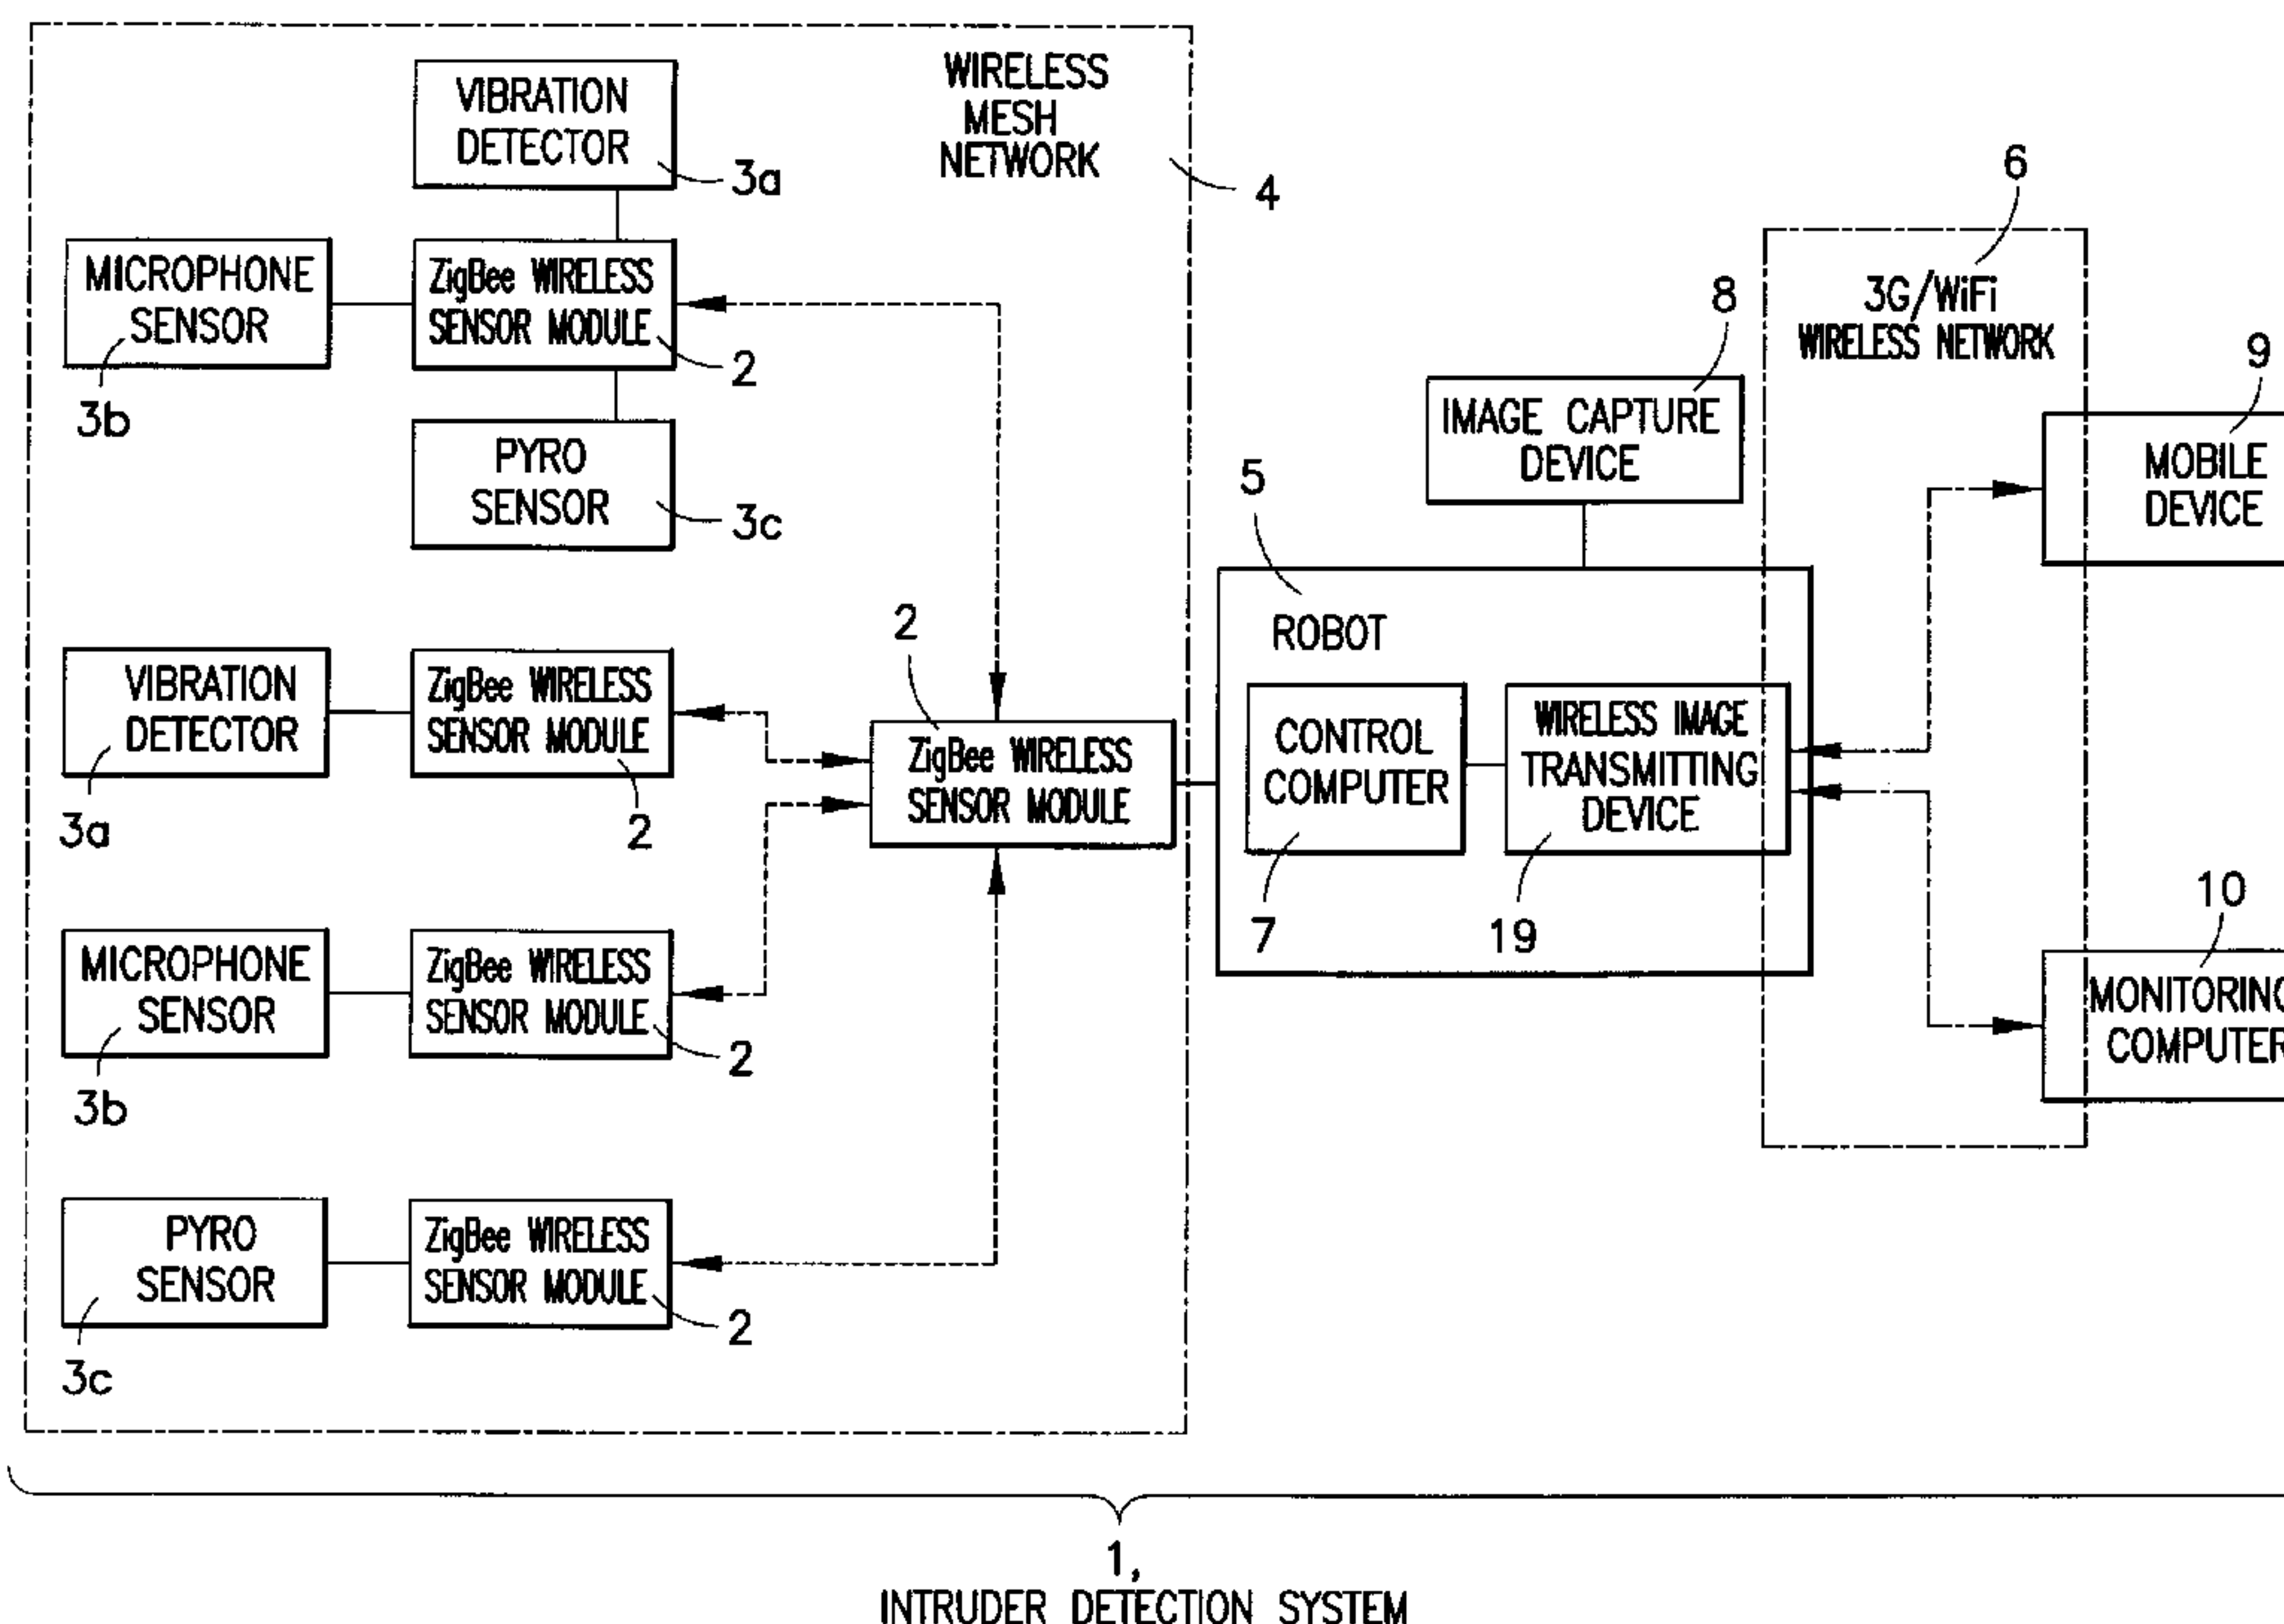 WIRELESS
MESH
NETWORK
4
VIBRATION
DETECTOR
3a
MICROPHONE
SENSOR
3b
ZigBee WIRELESS
SENSOR MODULE
2
PYRO
SENSOR
3c
VIBRATION
DETECTOR
3a
ZigBee WIRELESS
SENSOR MODULE
2
MICROPHONE
SENSOR
3b
ZigBee WIRELESS
SENSOR MODULE
2
PYRO
SENSOR
3c
ZigBee WIRELESS
SENSOR MODULE
2
2
ZigBee WIRELESS
SENSOR MODULE
5
ROBOT
CONTROL
COMPUTER
7
WIRELESS IMAGE
TRANSMITTING
DEVICE
19
8
IMAGE CAPTURE
DEVICE
6
3G/WiFi
WIRELESS NETWORK
9
MOBILE
DEVICE
10
MONITORING
COMPUTER
1,
INTRUDER DETECTION SYSTEM